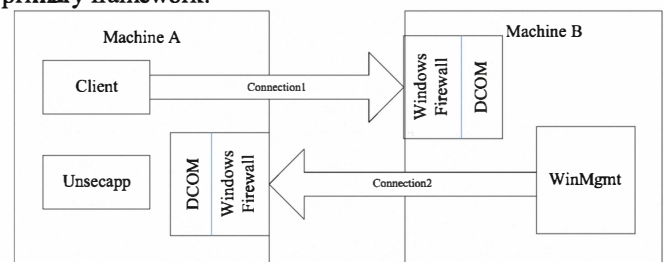 primary framework.
Machine A
Machine B
Client
Connection1
Windows
Firewall
DCOM
Unsecapp
DCOM
Windows
Firewall
Connection2
WinMgmt